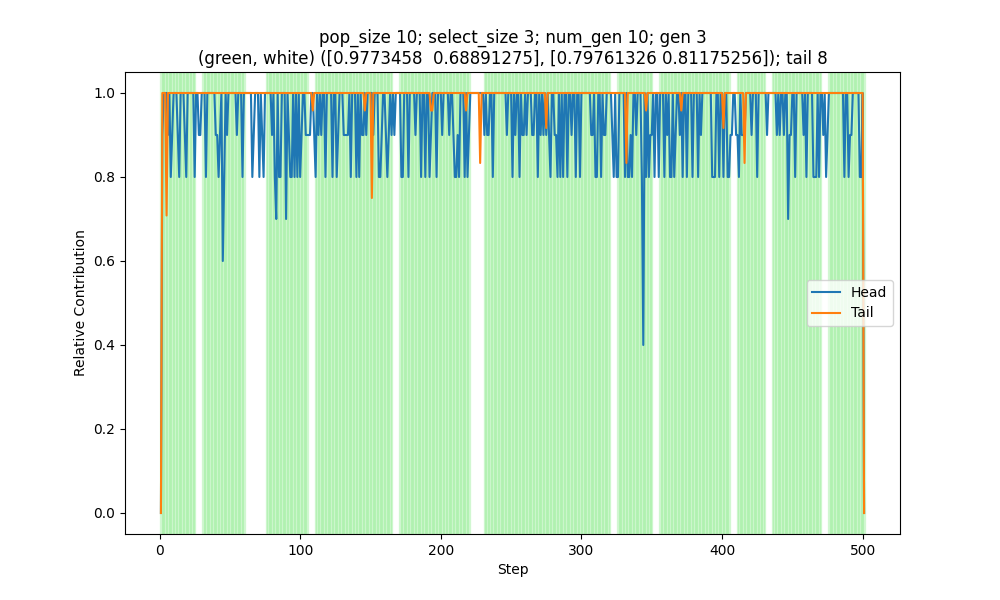 pop_size 10; select_size 3; num_gen 10; gen 3
(green, white) ([0.9773458  0.68891275], [0.79761326 0.81175256]); tail 8
Relative Contribution
1.0
0.8
0.6
0.4
0.2
0.0
Head
Tail
0
100
200
300
400
500
Step